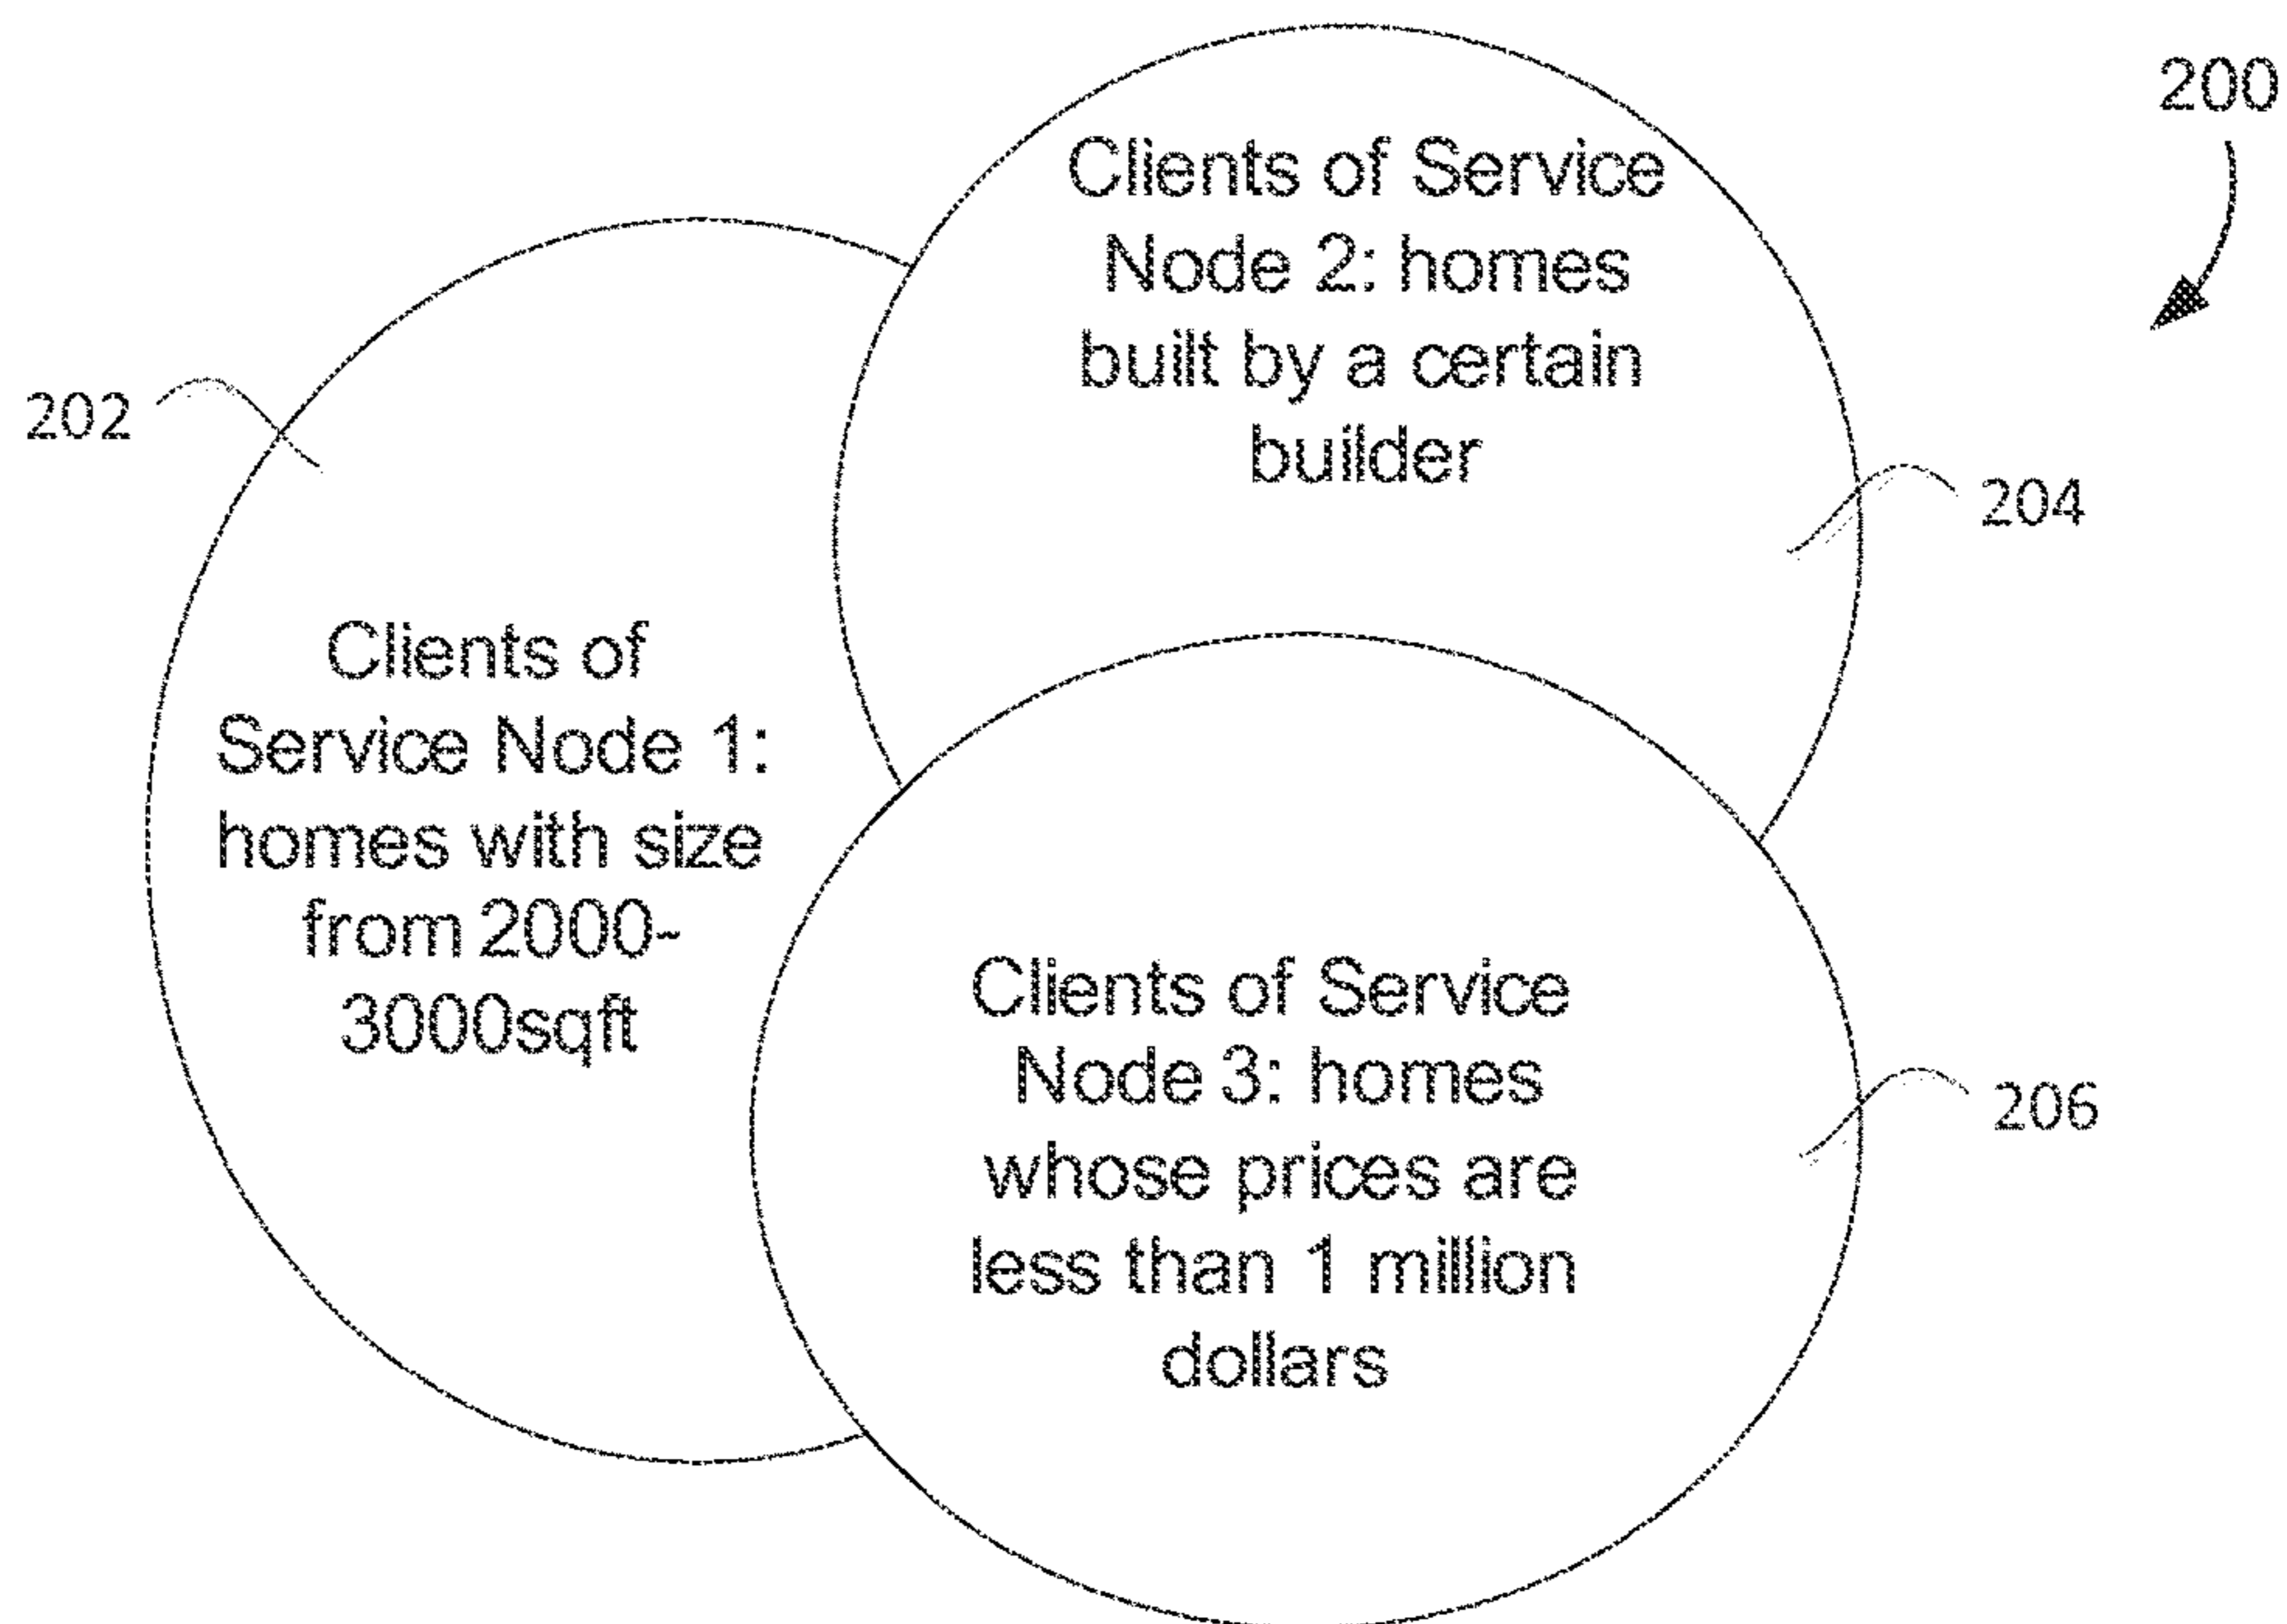 200
Clients of Service
Node 2: homes
built by a certain
builder
202
204
Clients of
Service Node 1:
homes with size
from 2000-
3000sqft
Clients of Service
Node 3: homes
whose prices are
less than 1 million
dollars
206